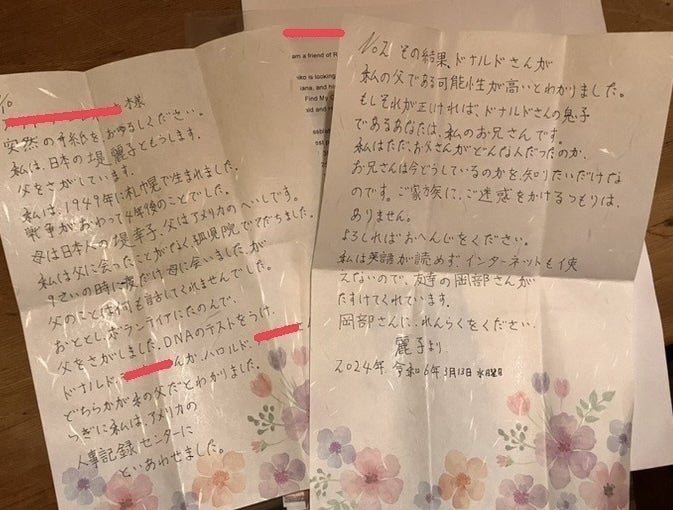 No
様
突然の手紙をおゆるしください。
私は、日本の堤 麗子ともうします。
父をさがしています。
私は、1949年に札幌で生まれました。
戦争がおわって4年後のことでした。
母は日本人の堤幸子、父はアメリカのへいしです。
私は父に会ったことがなく、孤児院でそだちました。
9さいの時に一度だけ母に会いましたが
父のことは何も話してくれませんでした。
おととし、ボランティアにたのんで、
父をさがしました。DNAのテストをうけ、
ドナルド、 んか、ハロルド、
どちらかが私の父だとわかりました。
つぎに私は、アメリカの
人事記録センターに
といあわせました。
am a friend of R
iko is looking
iana, and his
Find My C
No2 その結果、ドナルドさんが
私の父である可能性が高いとわかりました。
もしそれが正ければ、ドナルドさんの息子
であるあなたは、私のお兄さんです。
私はただ、お父さんがどんな人だったのか、
お兄さんは今どうしているのかを知りたいだけな
のです。ご家族に、ご迷惑をかけるつもりは、
ありません。
よろしければおへんじをください。
私は英語が読めず、インターネットも使
えないので、友達の岡部さんが
たすけてくれています。
岡部さんに、れんらくをください。
麗子より
2024年 令和6年3月13日水曜日